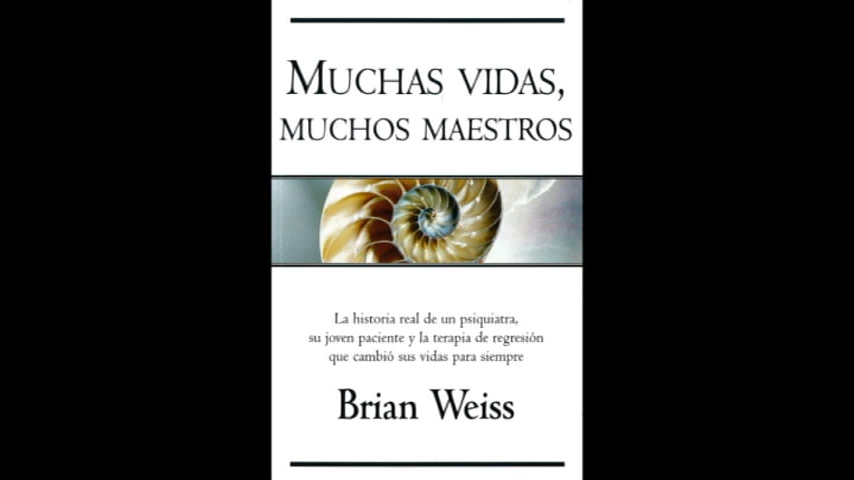 MUCHAS VIDAS,
MUCHOS MAESTROS
La historia real de un psiquiatra,
su joven paciente y la terapia de regresión
que cambió sus vidas para siempre
Brian Weiss